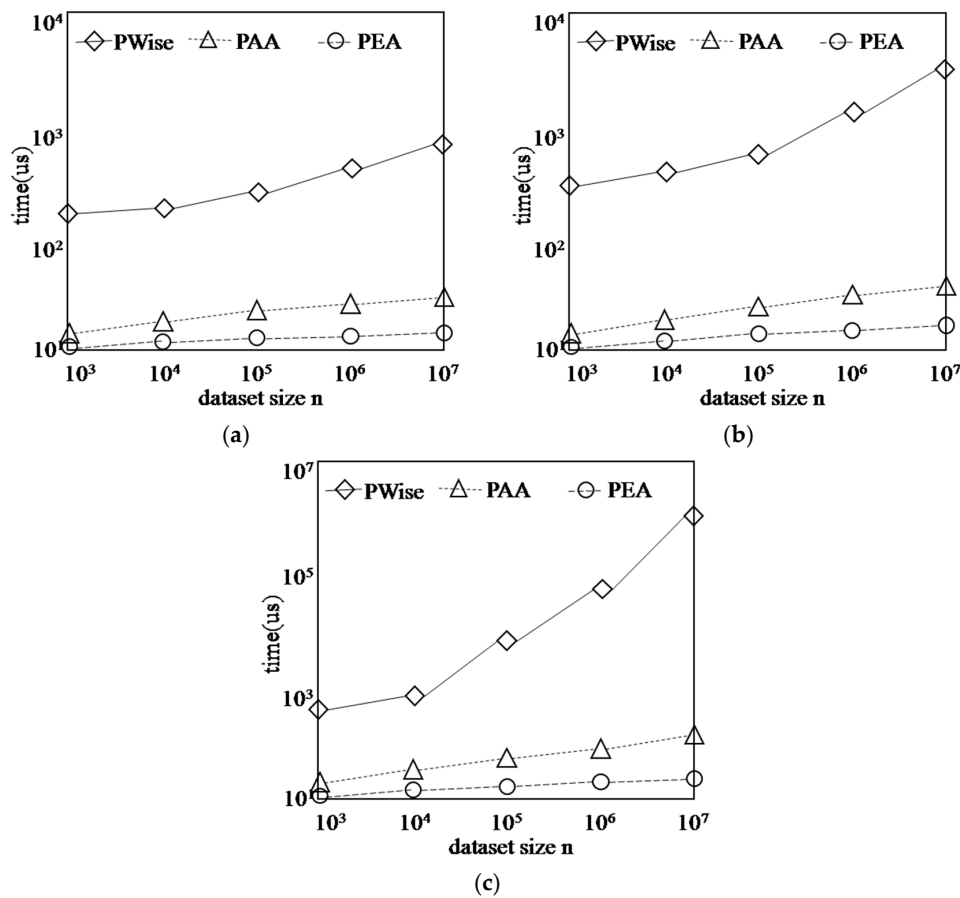 10⁴
PWise PAA PEA
10³
time(us)
10²
10¹
10³ 10⁴ 10⁵ 10⁶ 10⁷
dataset size n
(a)
10⁴
PWise PAA PEA
10³
time(us)
10²
10¹
10³ 10⁴ 10⁵ 10⁶ 10⁷
dataset size n
(b)
10⁷
PWise PAA PEA
10⁵
time(us)
10³
10¹
10³ 10⁴ 10⁵ 10⁶ 10⁷
dataset size n
(c)